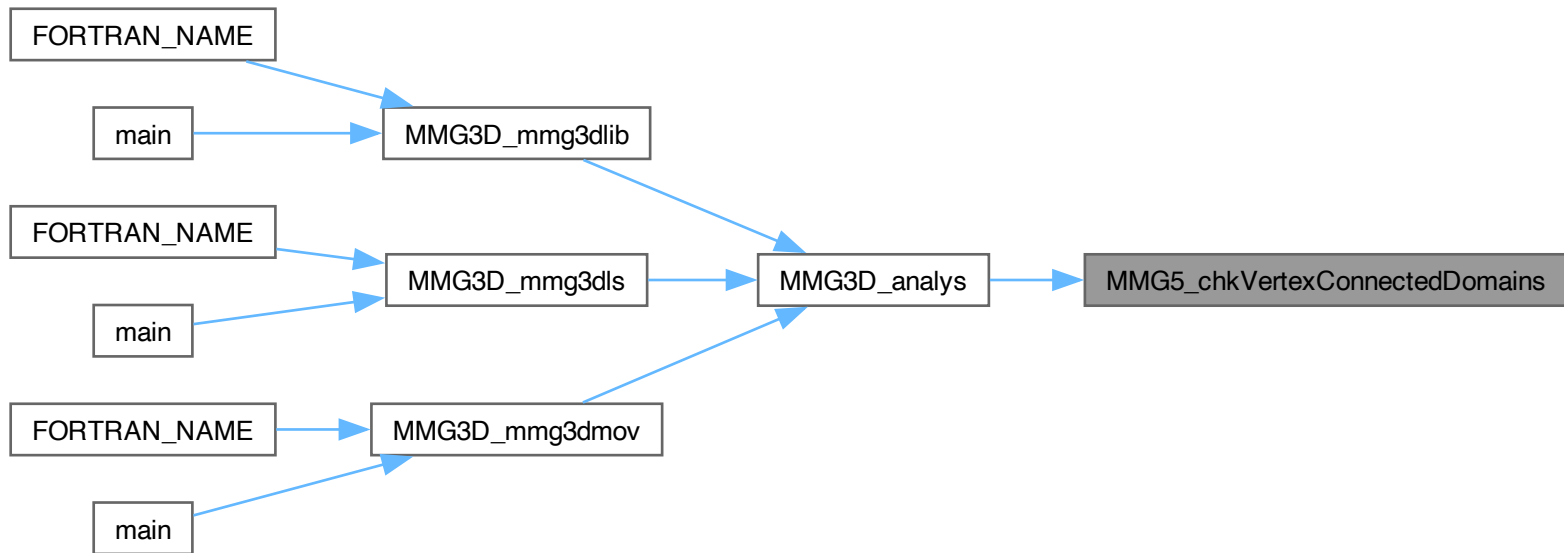 FORTRAN_NAME
main
MMG3D_mmg3dlib
FORTRAN_NAME
main
MMG3D_mmg3dls
MMG3D_analys
MMG5_chkVertexConnectedDomains
FORTRAN_NAME
main
MMG3D_mmg3dmov